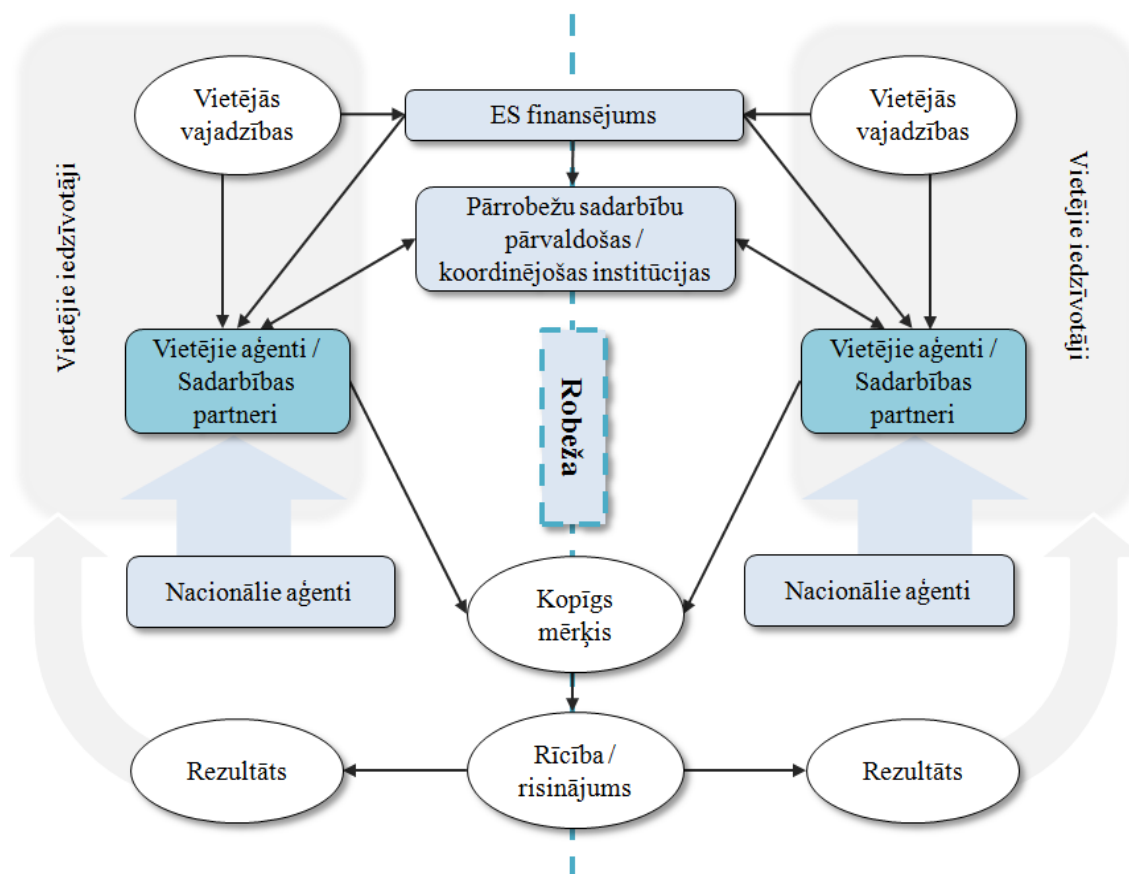 Vietējās
vajadzības
ES finansējums
Vietējās
vajadzības
Vietējie iedzīvotāji
Pārrobežu sadarbību
pārvaldošas /
koordinējošas institūcijas
Vietējie iedzīvotāji
Vietējie aģenti /
Sadarbības
partneri
Robeža
Vietējie aģenti /
Sadarbības
partneri
Nacionālie aģenti
Kopīgs
mērķis
Nacionālie aģenti
Rezultāts
Rīcība /
risinājums
Rezultāts